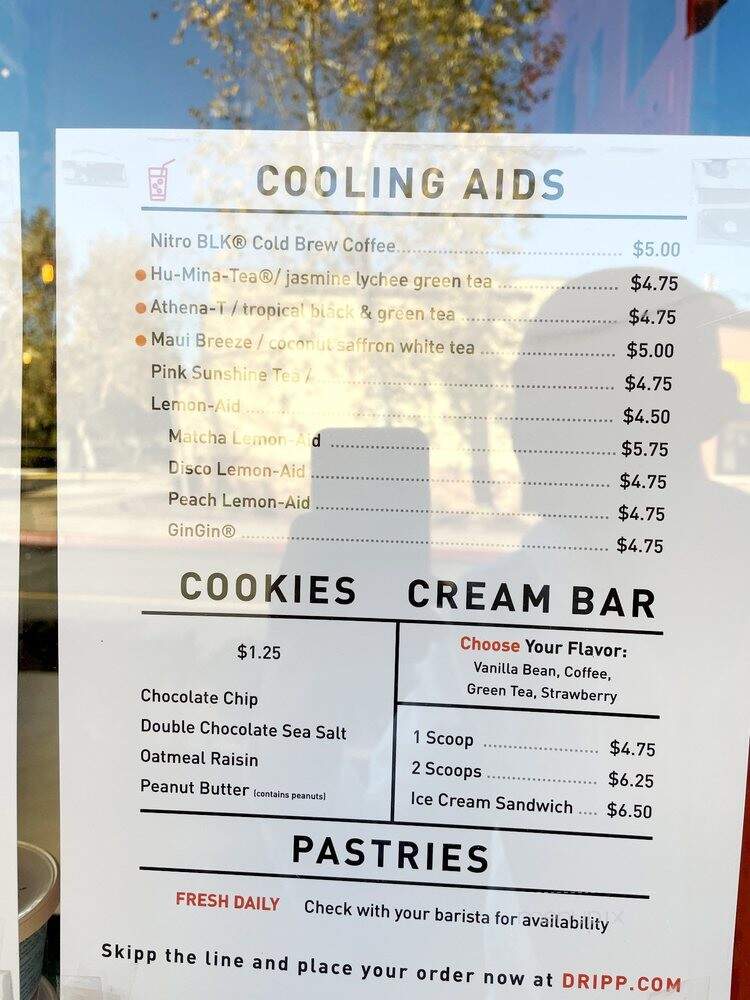 COOLING AIDS
Nitro BLK® Cold Brew Coffee $5.00
Hu-Mina-Tea®/ jasmine lychee green tea $4.75
Athena-T / tropical black & green tea $4.75
Maui Breeze / coconut saffron white tea $5.00
Pink Sunshine Tea / $4.75
Lemon-Aid $4.50
Matcha Lemon-Aid $5.75
Disco Lemon-Aid $4.75
Peach Lemon-Aid $4.75
GinGin® $4.75
COOKIES
$1.25
Chocolate Chip
Double Chocolate Sea Salt
Oatmeal Raisin
Peanut Butter (contains peanuts)
CREAM BAR
Choose Your Flavor:
Vanilla Bean, Coffee,
Green Tea, Strawberry
1 Scoop $4.75
2 Scoops $6.25
Ice Cream Sandwich $6.50
PASTRIES
FRESH DAILY Check with your barista for availability
Skipp the line and place your order now at DRIPP.COM